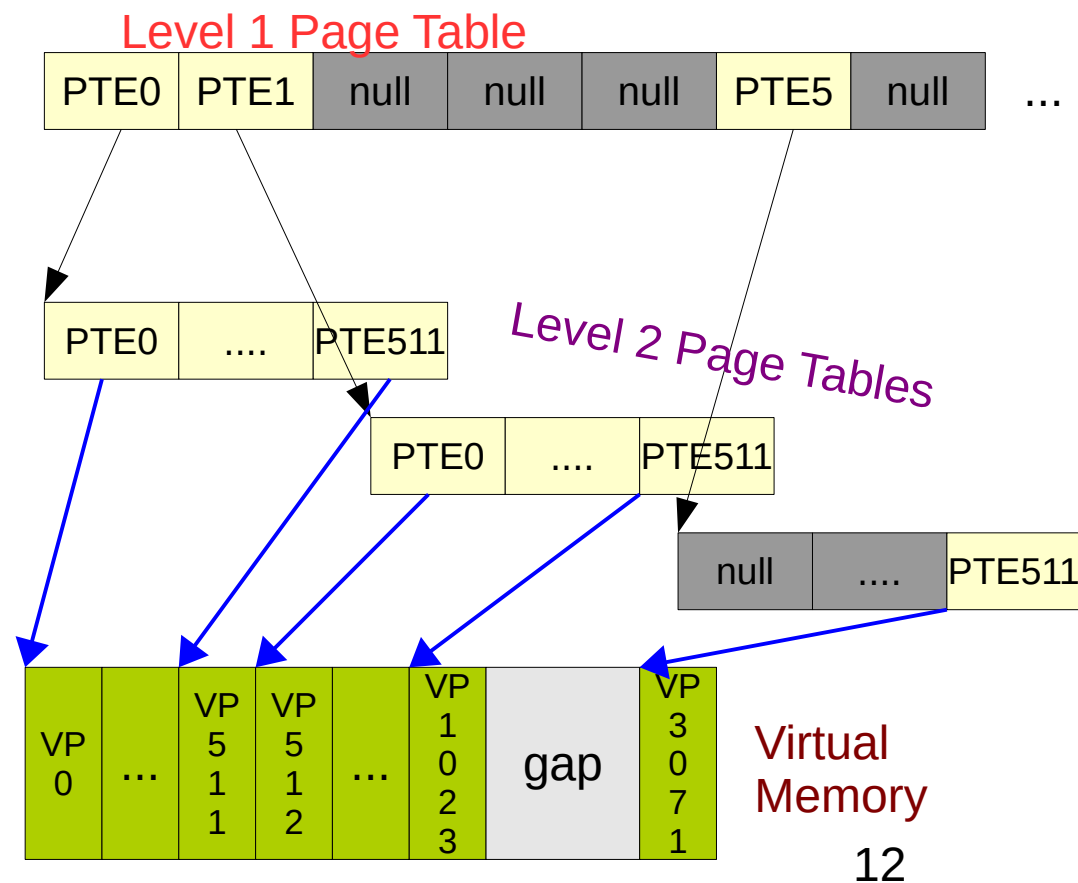 Level 1 Page Table
PTE0 PTE1 null null null PTE5 null ...
PTE0 .... PTE511
Level 2 Page Tables
PTE0 .... PTE511
null .... PTE511
VP
0
...
VP
5
1
1
VP
5
1
2
...
VP
1
0
2
3
gap
VP
3
0
7
1
Virtual
Memory
12